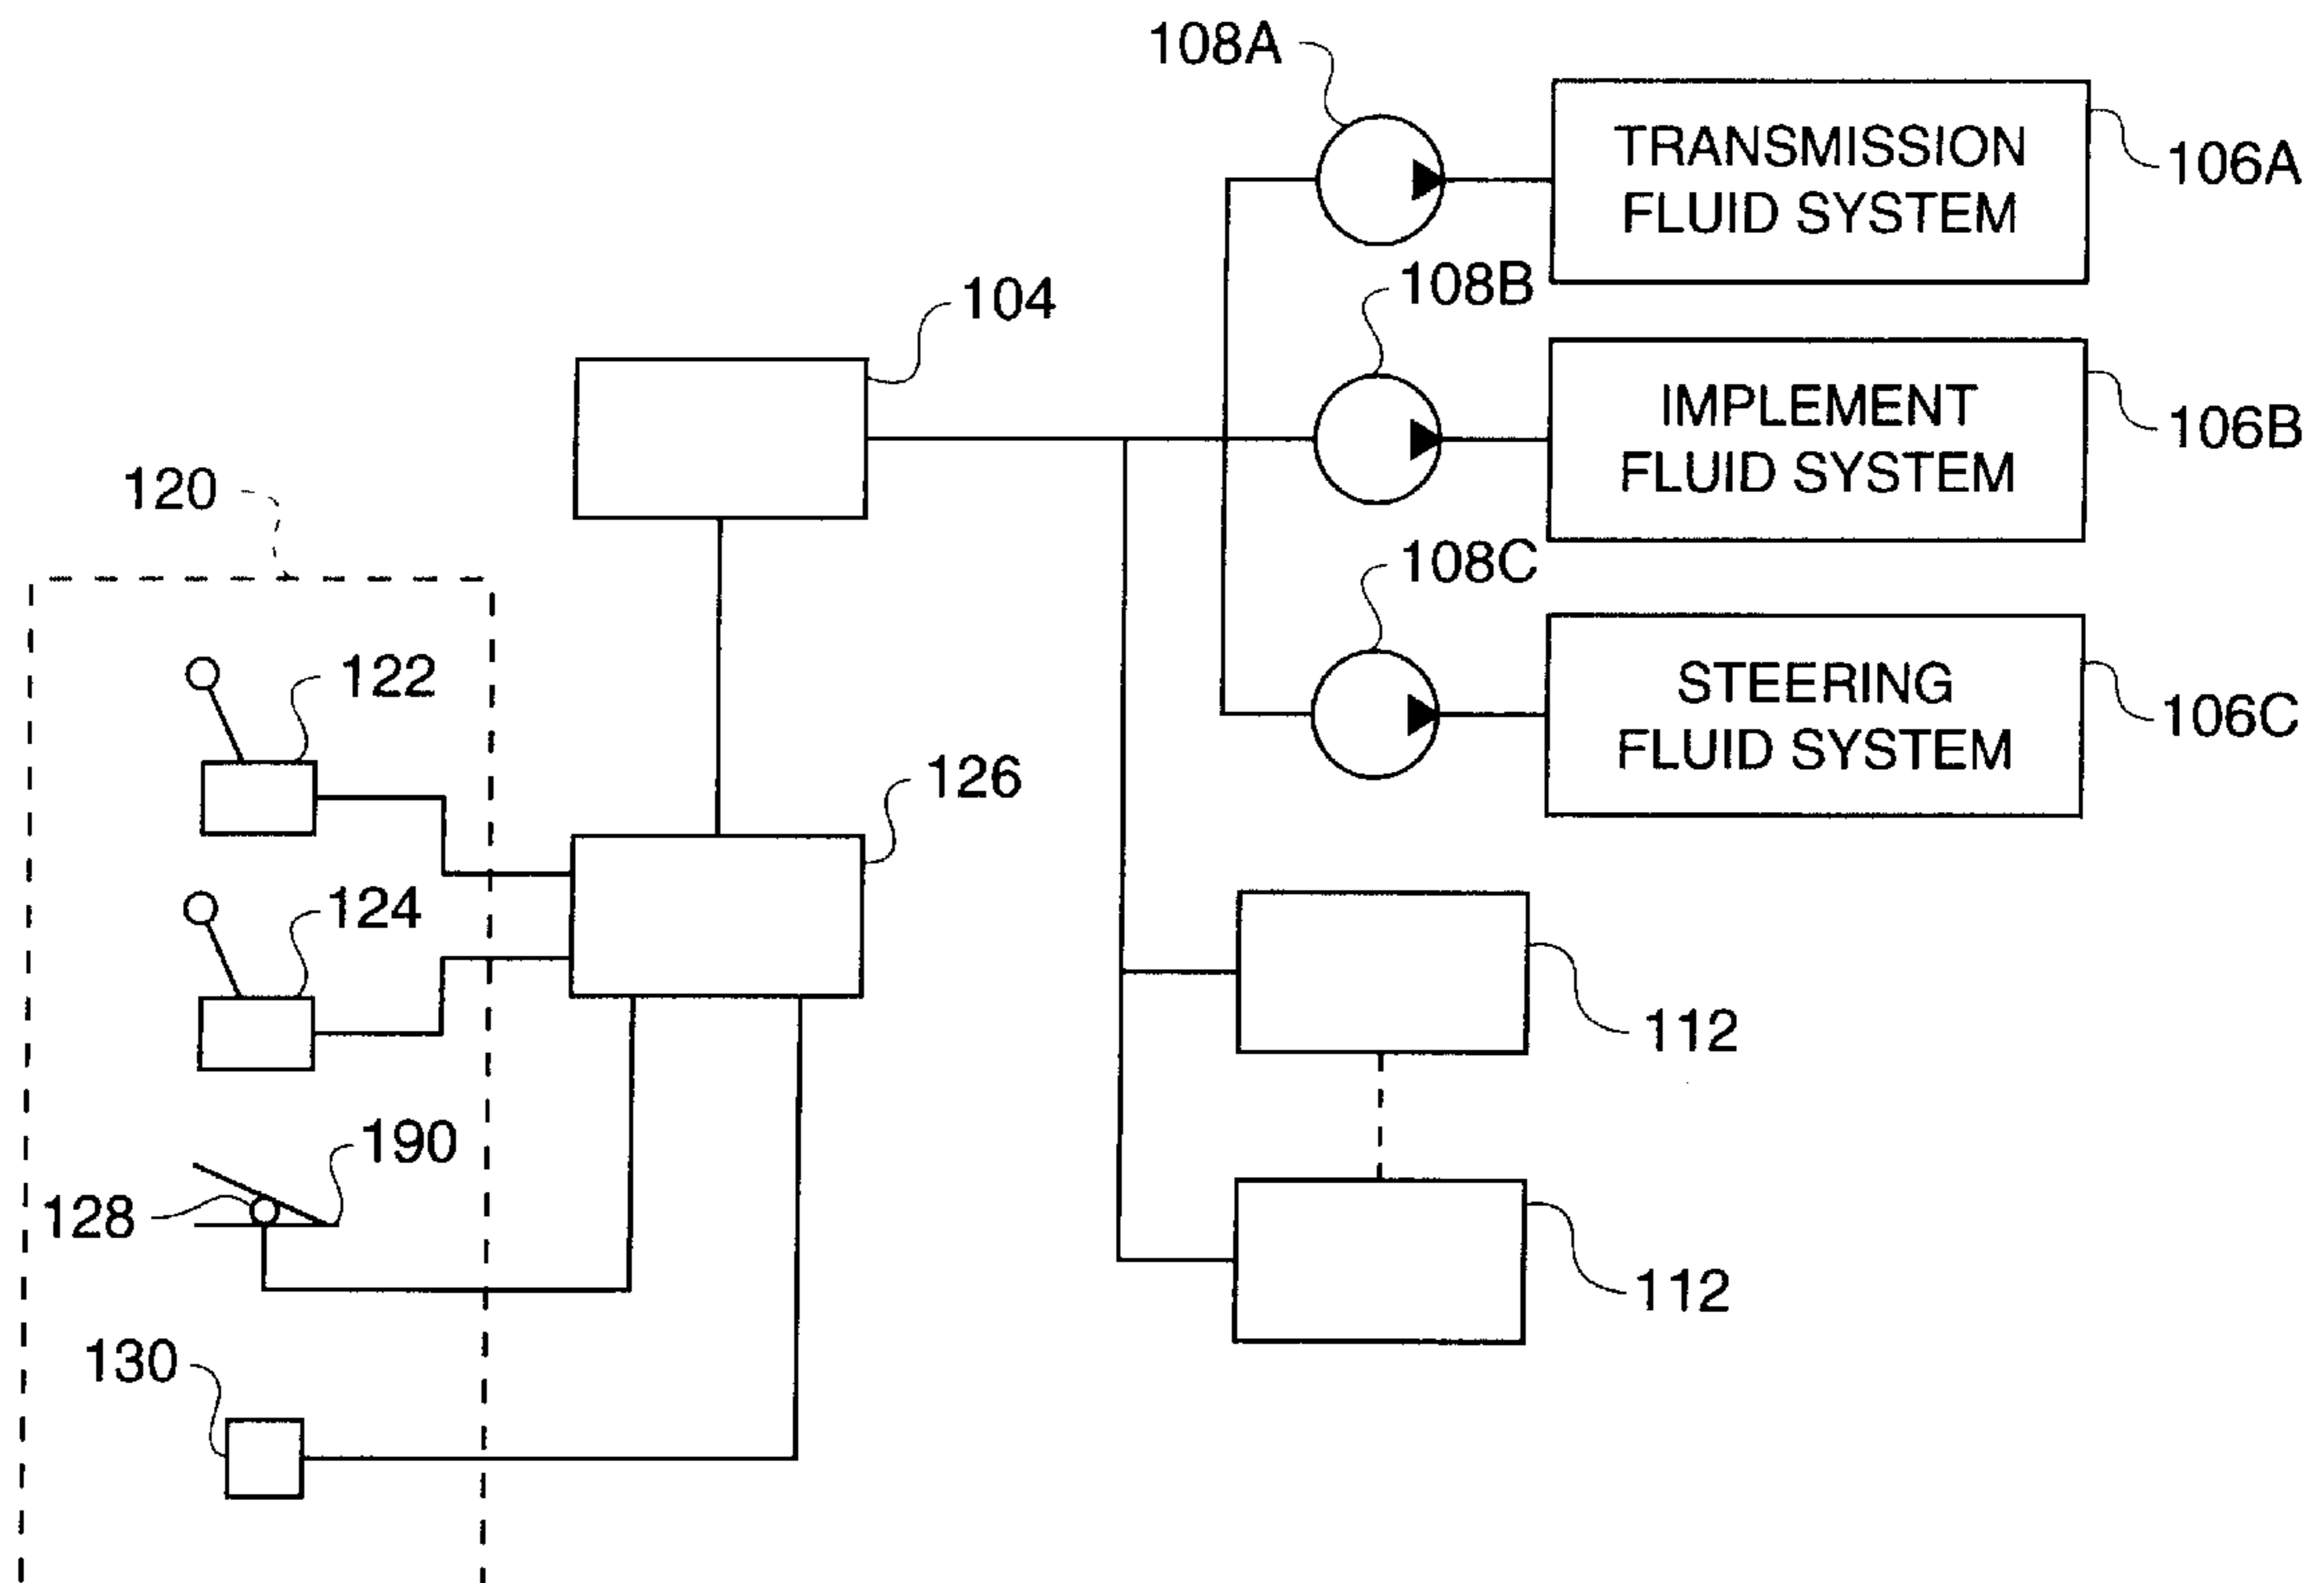 108A
TRANSMISSION
FLUID SYSTEM
106A
104
108B
IMPLEMENT
FLUID SYSTEM
106B
120
108C
STEERING
FLUID SYSTEM
106C
122
126
124
112
190
128
112
130